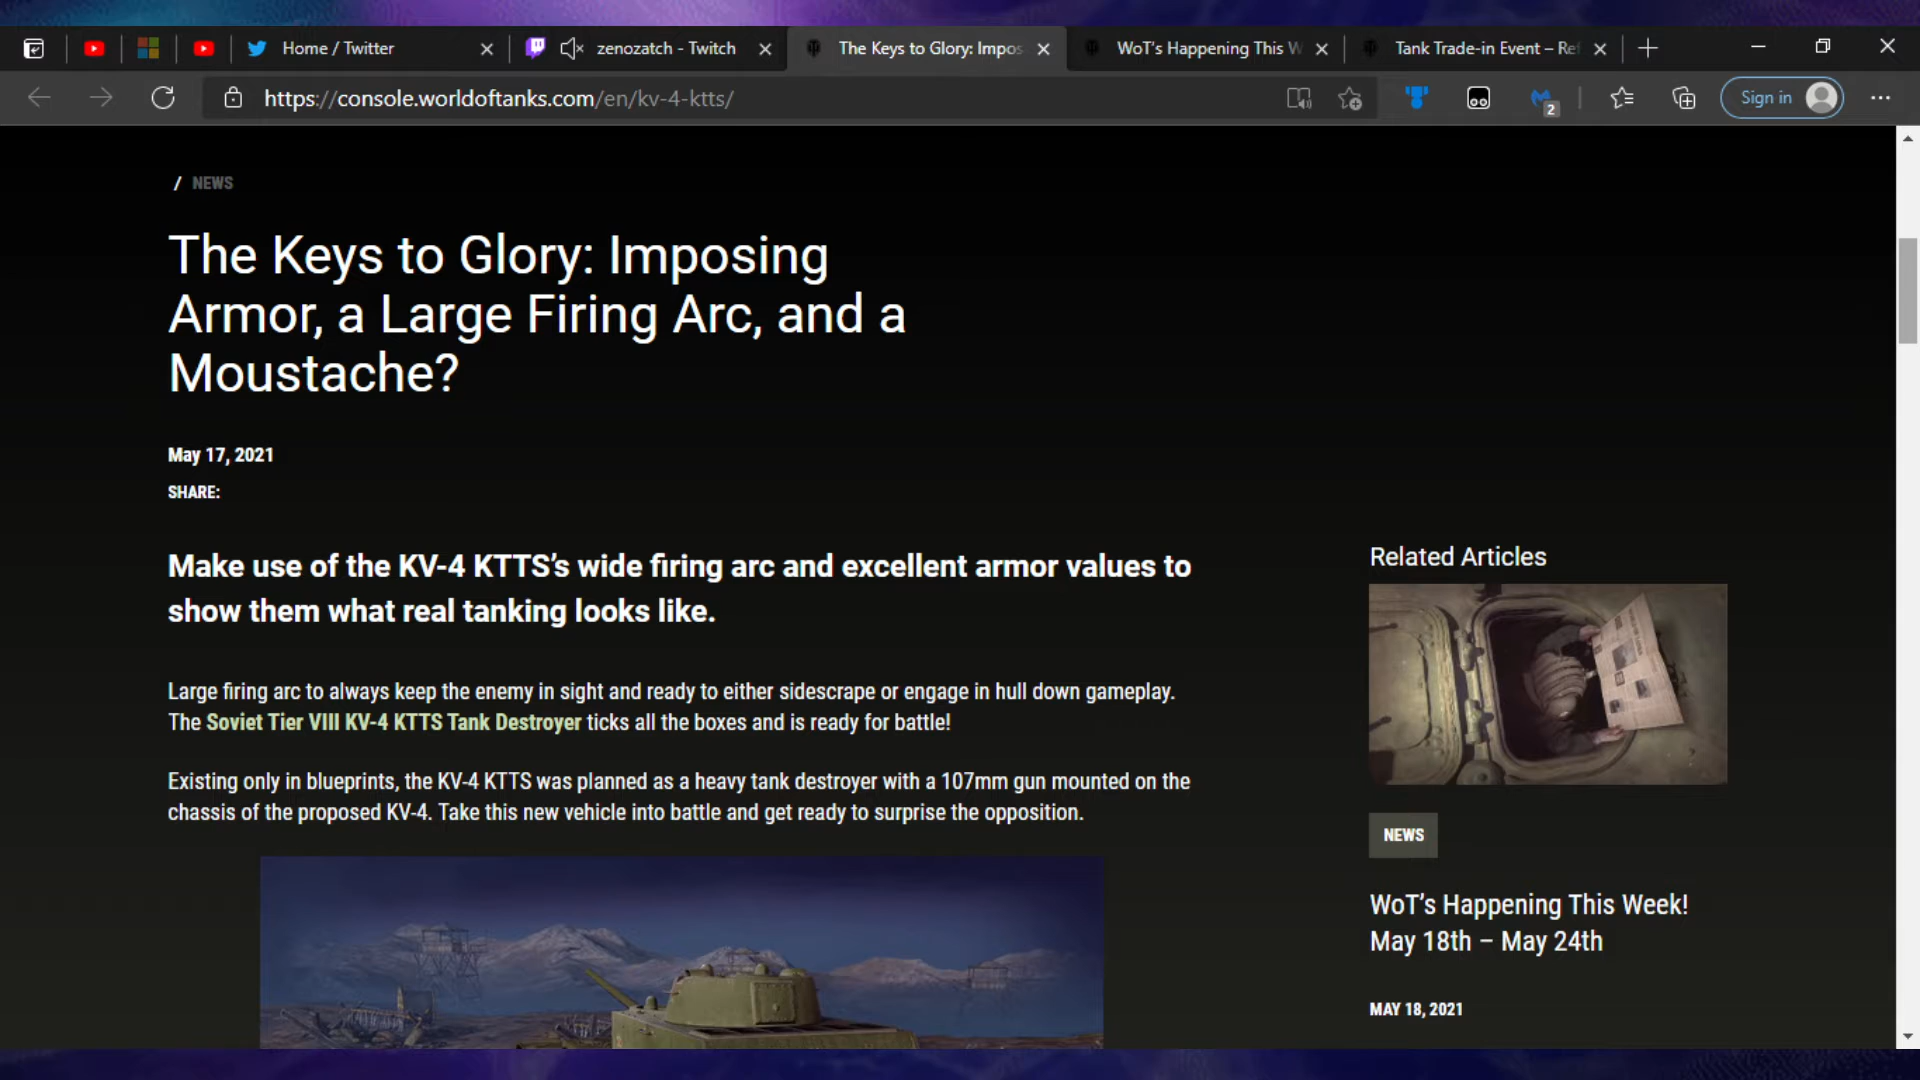 Home / Twitter
zenozatch - Twitch
The Keys to Glory: Impos
WoT's Happening This W
Tank Trade-in Event – Re
https://console.worldoftanks.com/en/kv-4-ktts/
2
Sign in
/ NEWS
The Keys to Glory: Imposing
Armor, a Large Firing Arc, and a
Moustache?
May 17, 2021
SHARE:
Make use of the KV-4 KTTS’s wide firing arc and excellent armor values to
show them what real tanking looks like.
Large firing arc to always keep the enemy in sight and ready to either sidescrape or engage in hull down gameplay.
The Soviet Tier VIII KV-4 KTTS Tank Destroyer ticks all the boxes and is ready for battle!
Existing only in blueprints, the KV-4 KTTS was planned as a heavy tank destroyer with a 107mm gun mounted on the
chassis of the proposed KV-4. Take this new vehicle into battle and get ready to surprise the opposition.
Related Articles
NEWS
WoT’s Happening This Week!
May 18th – May 24th
MAY 18, 2021